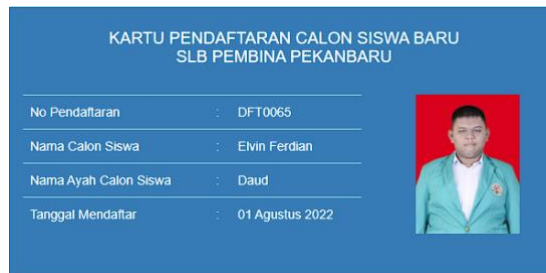 KARTU PENDAFTARAN CALON SISWA BARU
SLB PEMBINA PEKANBARU
No Pendaftaran : DFT0065
Nama Calon Siswa : Elvin Ferdian
Nama Ayah Calon Siswa : Daud
Tanggal Mendaftar : 01 Agustus 2022